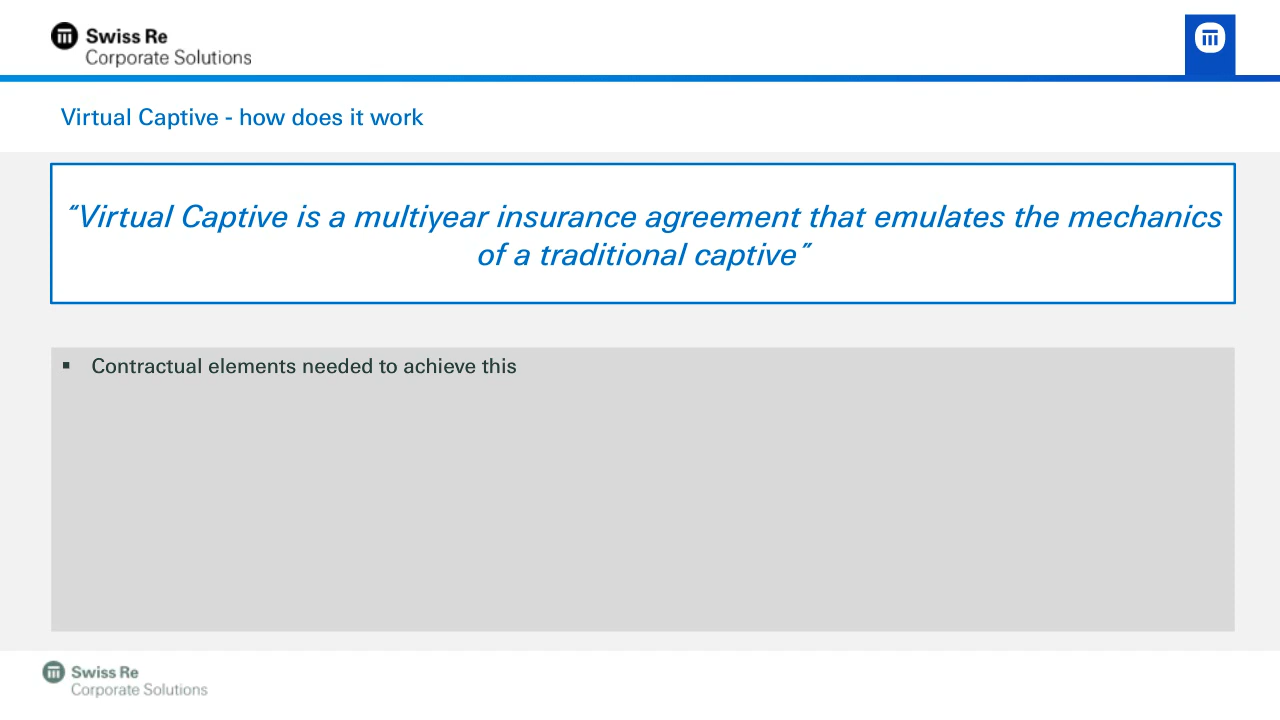 Swiss Re
Corporate Solutions
Virtual Captive - how does it work
“Virtual Captive is a multiyear insurance agreement that emulates the mechanics
of a traditional captive”
▪ Contractual elements needed to achieve this
Swiss Re
Corporate Solutions